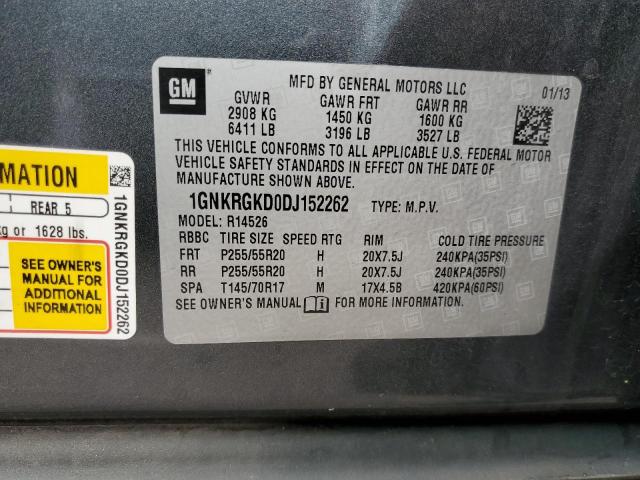 GM
MFD BY GENERAL MOTORS LLC
01/13
GVWR GAWR FRT GAWR RR
2908 KG 1450 KG 1600 KG
6411 LB 3196 LB 3527 LB
THIS VEHICLE CONFORMS TO ALL APPLICABLE U.S. FEDERAL MOTOR
VEHICLE SAFETY STANDARDS IN EFFECT ON THE DATE OF
MANUFACTURE SHOWN ABOVE.
1GNKRGKD0DJ152262 TYPE: M.P.V.
MODEL: R14526
RBBC TIRE SIZE SPEED RTG RIM COLD TIRE PRESSURE
FRT P255/55R20 H 20X7.5J 240KPA(35PSI)
RR P255/55R20 H 20X7.5J 240KPA(35PSI)
SPA T145/70R17 M 17X4.5B 420KPA(60PSI)
SEE OWNER'S MANUAL FOR MORE INFORMATION.
MATION
REAR 5
kg or 1628 lbs.
SEE OWNER'S
MANUAL FOR
ADDITIONAL
INFORMATION
1GNKRGKD0DJ152262